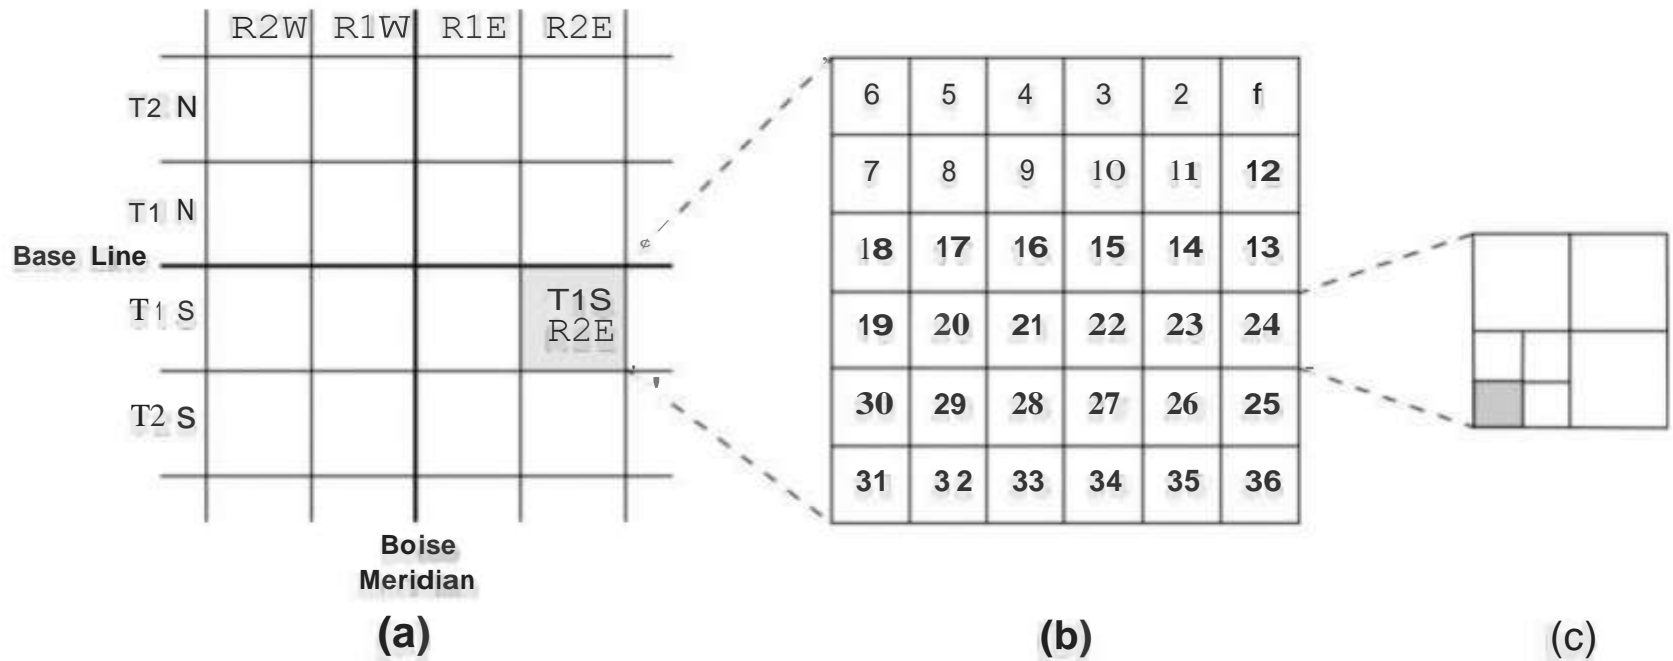 R2W R1W R1E R2E
T2 N
T1 N
Base Line
T1 S
T1S
R2E
T2 S
Boise
Meridian
(a)
6 5 4 3 2 f
7 8 9 10 11 12
18 17 16 15 14 13
19 20 21 22 23 24
30 29 28 27 26 25
31 32 33 34 35 36
(b)
(c)